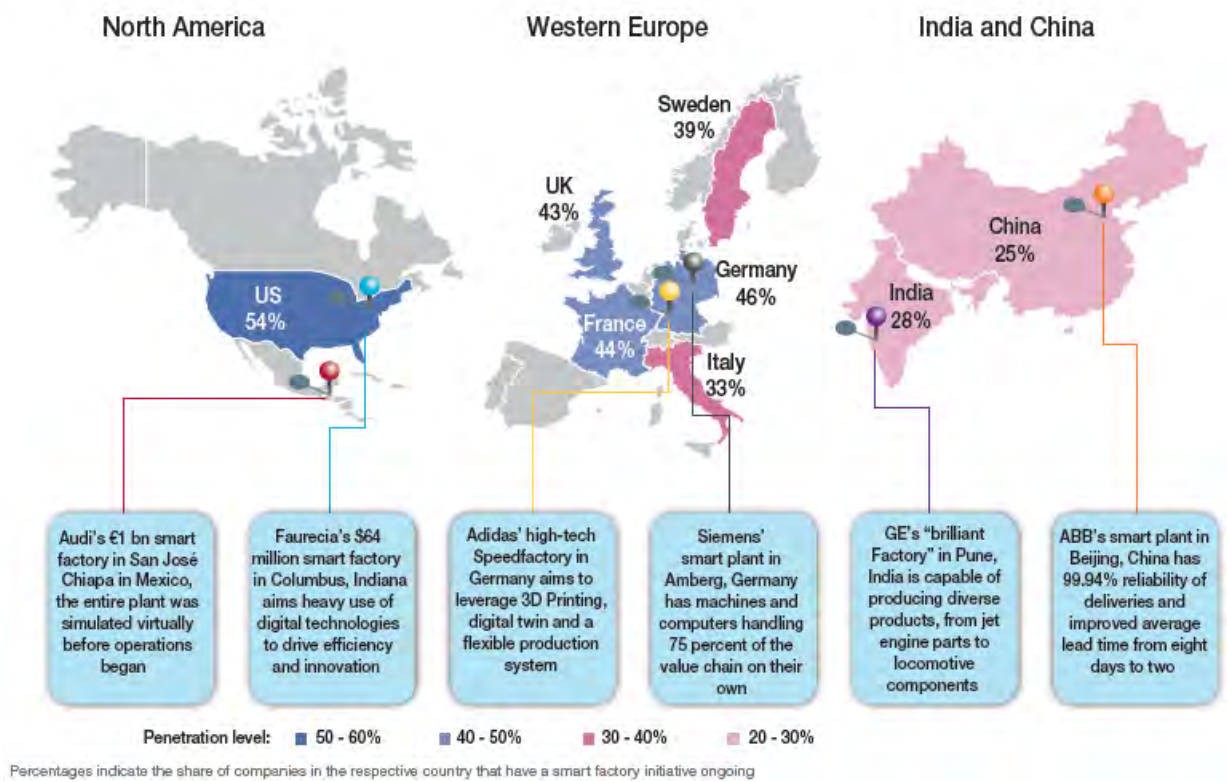 North America
Western Europe
India and China
Sweden
39%
UK
43%
Germany
46%
France
44%
Italy
33%
US
54%
China
25%
India
28%
Audi's €1 bn smart
factory in San José
Chiapa in Mexico,
the entire plant was
simulated virtually
before operations
began
Faurecia's $64
million smart factory
in Columbus, Indiana
aims heavy use of
digital technologies
to drive efficiency
and innovation
Adidas' high-tech
Speedfactory in
Germany aims to
leverage 3D Printing,
digital twin and a
flexible production
system
Siemens'
smart plant in
Amberg, Germany
has machines and
computers handling
75 percent of the
value chain on their
own
GE's “brilliant
Factory” in Pune,
India is capable of
producing diverse
products, from jet
engine parts to
locomotive
components
ABB's smart plant in
Beijing, China has
99.94% reliability of
deliveries and
improved average
lead time from eight
days to two
Penetration level: 50 - 60% 40 - 50% 30 - 40% 20 - 30%
Percentages indicate the share of companies in the respective country that have a smart factory initiative ongoing